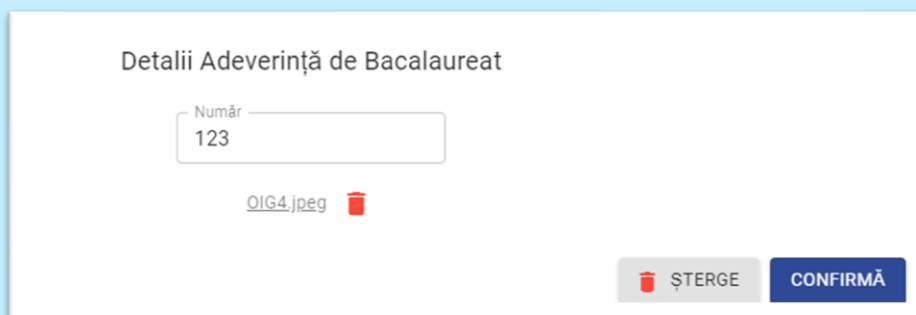 Detalii Adeverință de Bacalaureat
Număr
123
OIG4.jpeg
ȘTERGE CONFIRMĂ